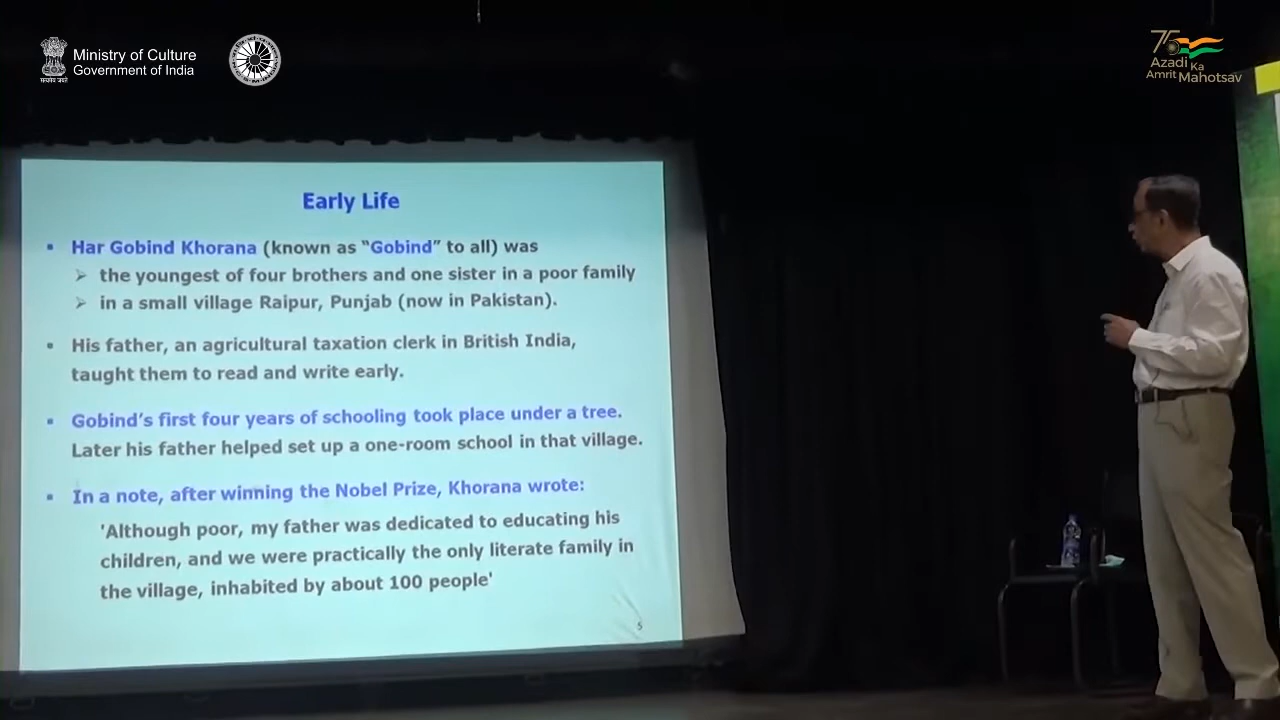 Ministry of Culture
Government of India
सत्यमेव जयते
75
Azadi Ka
Amrit Mahotsav
Early Life
▪ Har Gobind Khorana (known as “Gobind” to all) was
➢ the youngest of four brothers and one sister in a poor family
➢ in a small village Raipur, Punjab (now in Pakistan).
▪ His father, an agricultural taxation clerk in British India,
taught them to read and write early.
▪ Gobind’s first four years of schooling took place under a tree.
Later his father helped set up a one-room school in that village.
▪ In a note, after winning the Nobel Prize, Khorana wrote:
'Although poor, my father was dedicated to educating his
children, and we were practically the only literate family in
the village, inhabited by about 100 people'
5